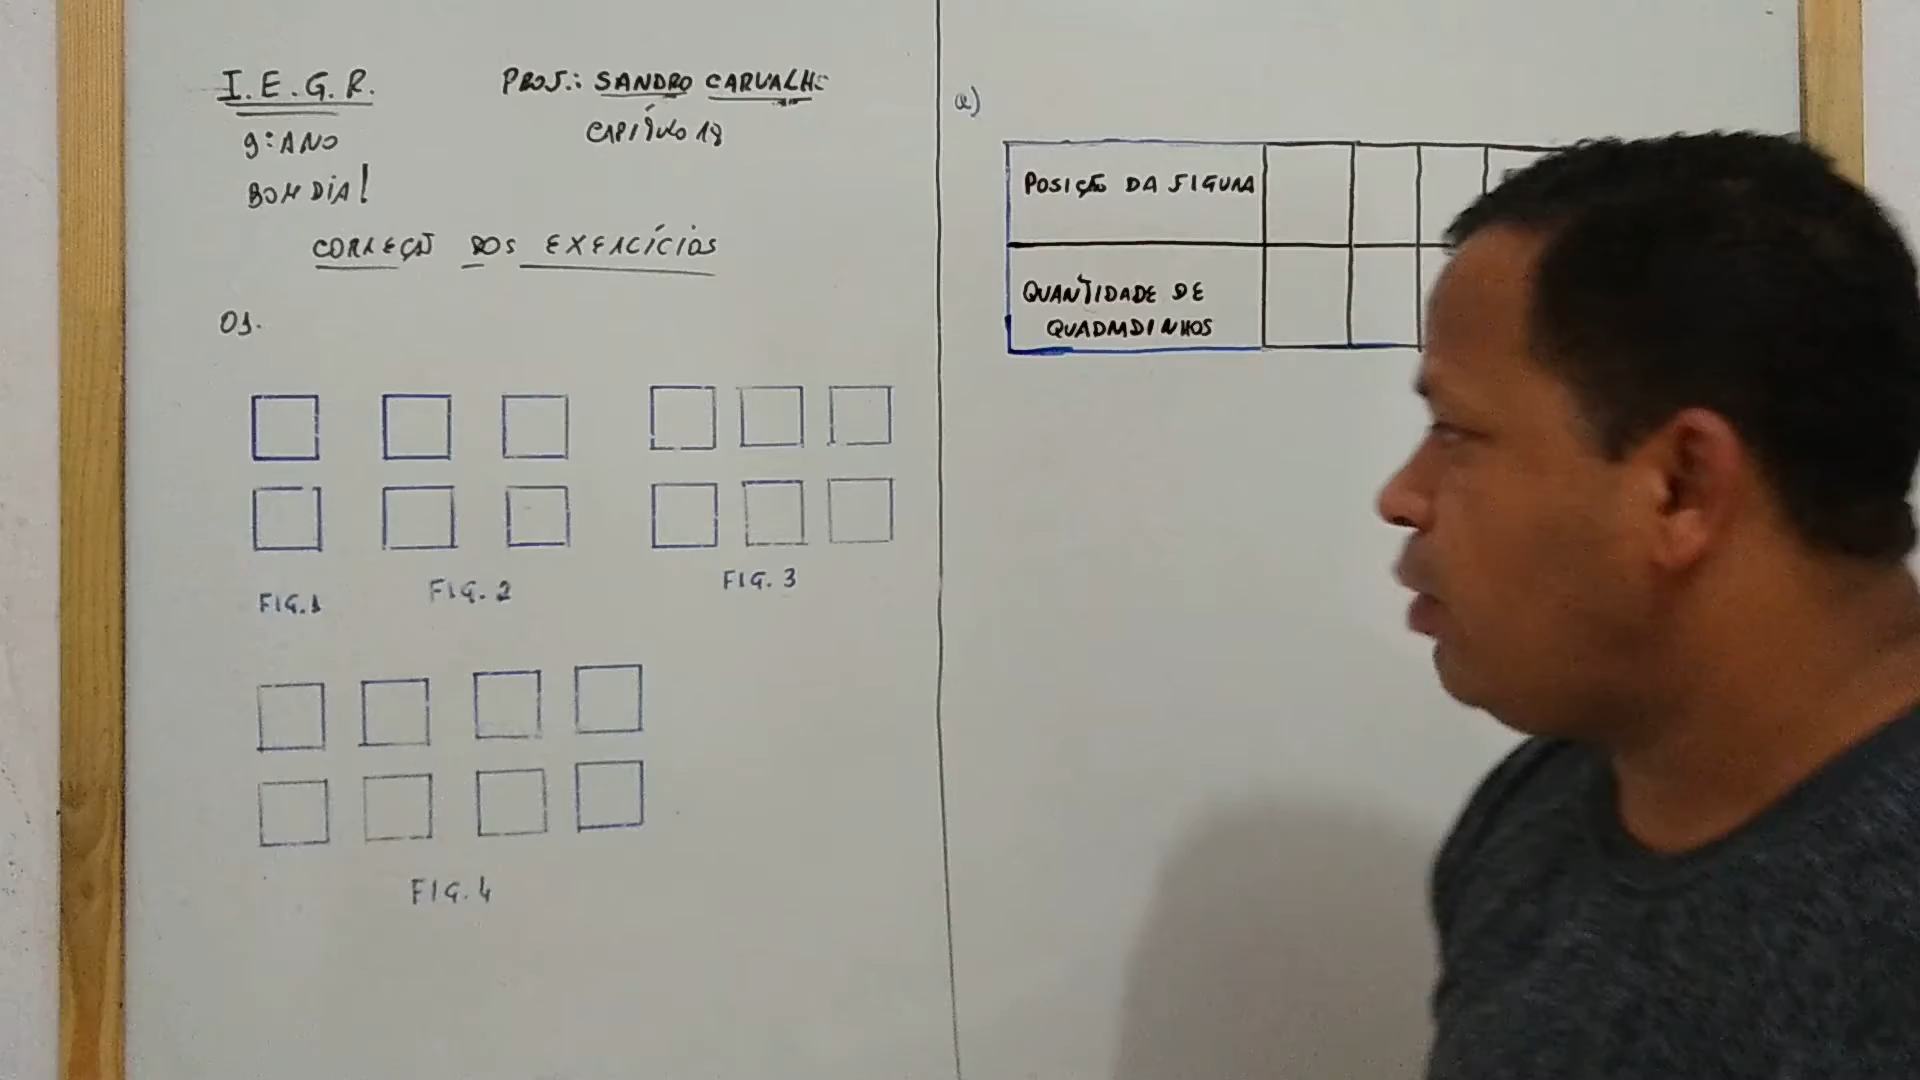 I.E.G.R.
PROF.: SANDRO CARVALHO
9º ANO
CAPÍTULO 18
BOM DIA!
CORREÇÃO DOS EXERCÍCIOS
01.
FIG.1
FIG. 2
FIG. 3
FIG. 4
a)
POSIÇÃO DA FIGURA
QUANTIDADE DE
QUADRADINHOS